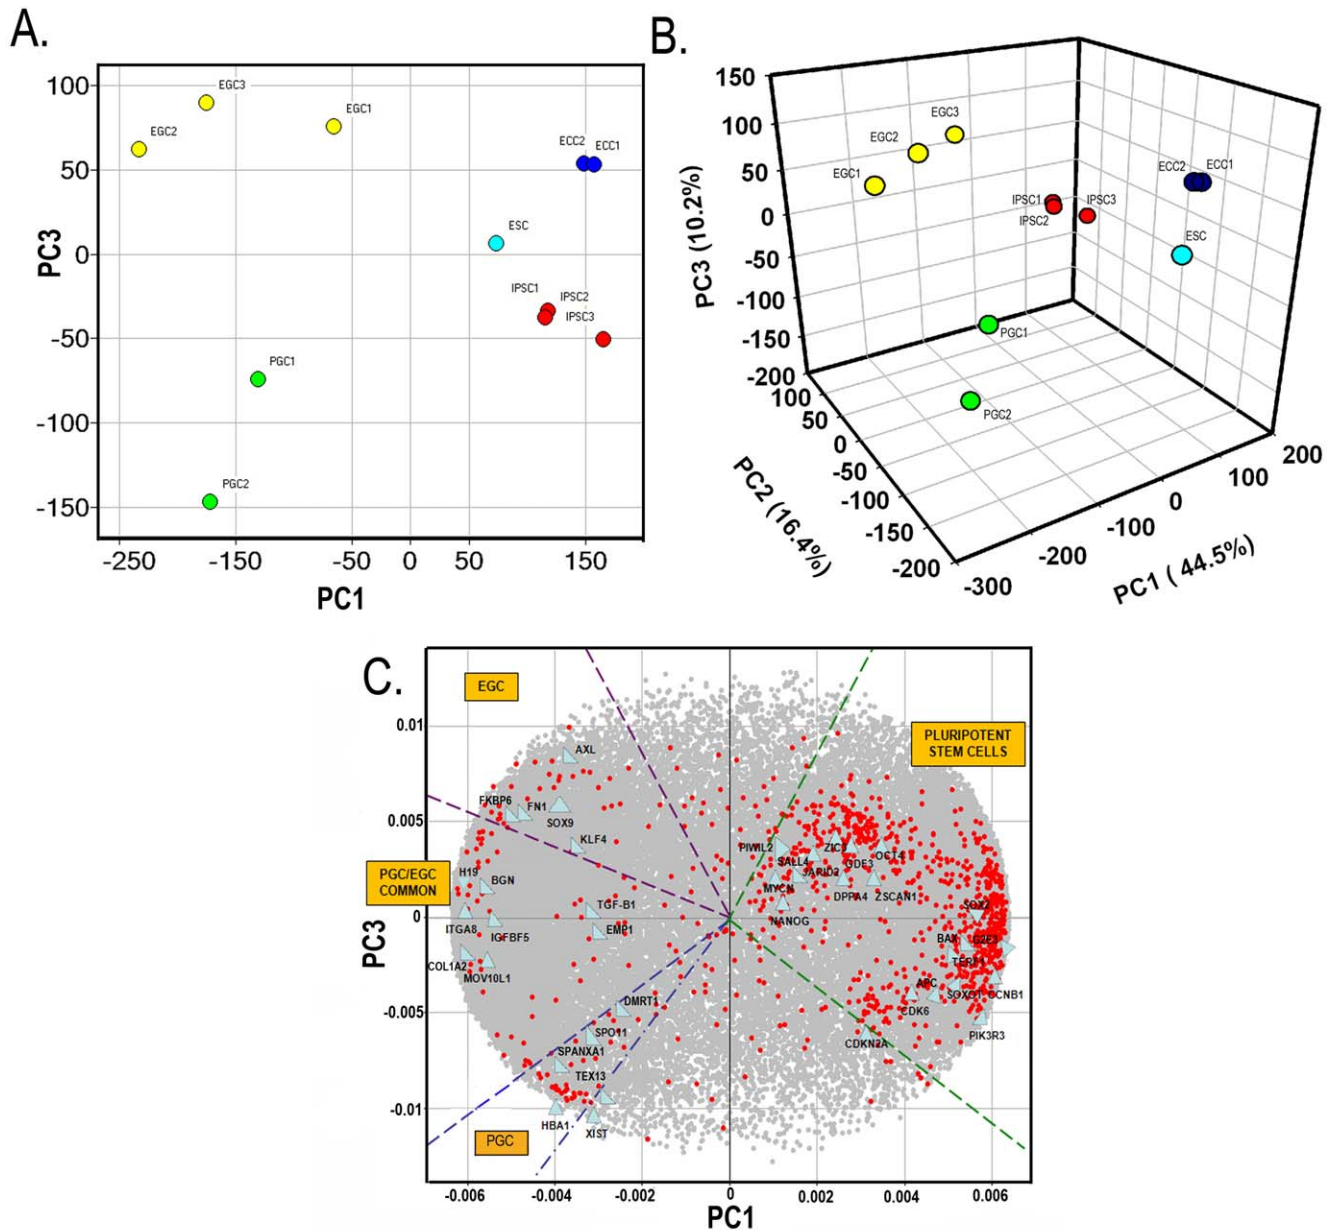 A.
100
50
0
-50
-100
-150
PC3
EGC3
EGC2
EGC1
ECC2
ECC1
ESC
IPSC1
IPSC2
IPSC3
PGC1
PGC2
-250
-150
-50
0
50
150
PC1
B.
150
100
50
0
-50
-100
-150
-200
PC3 (10.2%)
EGC3
EGC2
EGC1
ECC2
ECC1
IPSC1
IPSC3
IPSC2
ESC
PGC1
PGC2
100
50
0
-50
-100
-150
-200
PC2 (16.4%)
-300
-200
-100
0
100
200
PC1 ( 44.5%)
C.
EGC
PLURIPOTENT
STEM CELLS
PGC/EGC
COMMON
PGC
0.01
0.005
0
-0.005
-0.01
PC3
AXL
FKBP6
FN1
SOX9
KLF4
H19
BGN
TGF-B1
ITGA8
IGFBF5
EMP1
COL1A2
MOV10L1
DMRT1
SPO11
SPANXA1
TEX13
HBA1
XIST
PIWIL2
ZIC3
SALL4
OCT4
GDF3
JARID2
MYCN
DPPA4
ZSCAN1
NANOG
SOX2
BAX
TERF1
APC
CCNB1
CDK6
PIK3R3
CDKN2A
-0.006
-0.004
-0.002
0
0.002
0.004
0.006
PC1